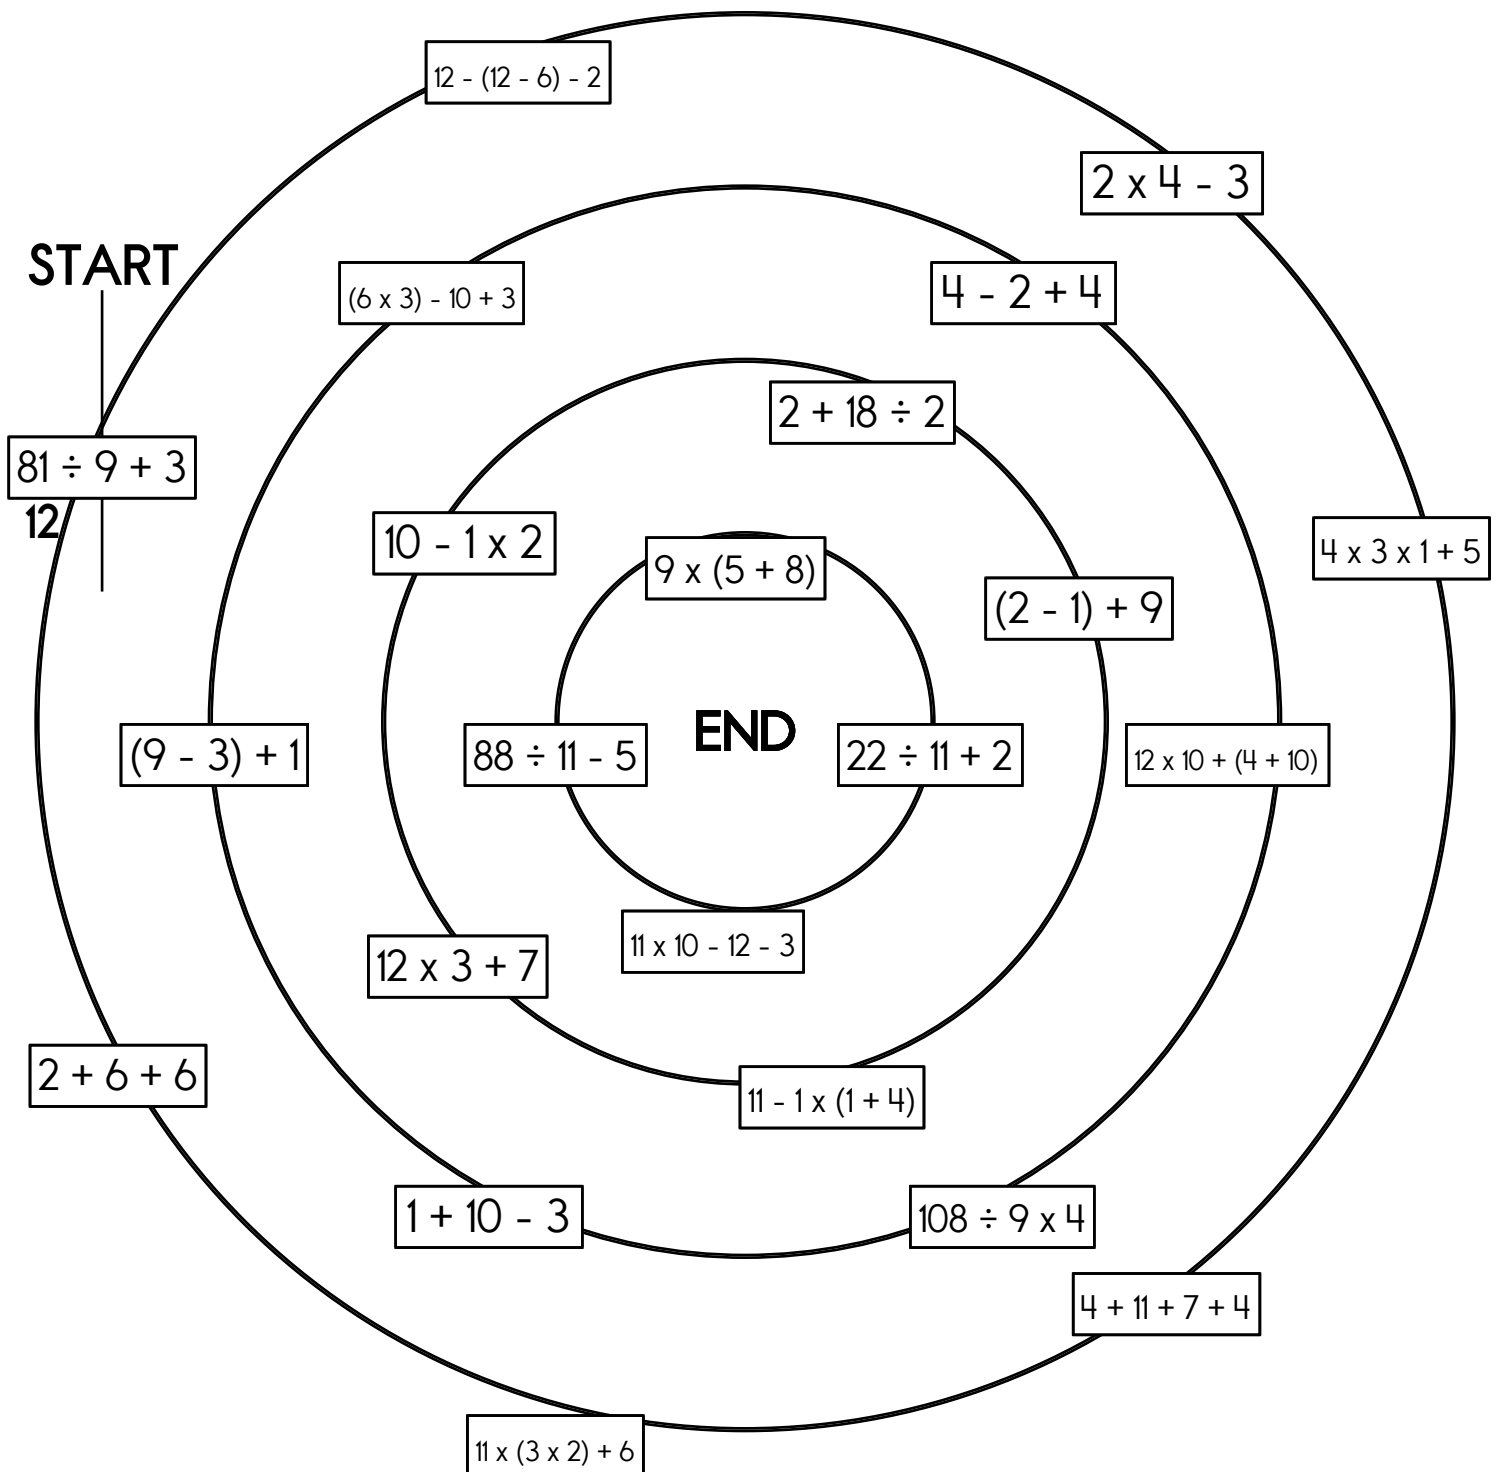 12 - (12 - 6) - 2
2 x 4 - 3
START
(6 x 3) - 10 + 3
4 - 2 + 4
2 + 18 ÷ 2
81 ÷ 9 + 3
12
10 - 1 x 2
4 x 3 x 1 + 5
9 x (5 + 8)
(2 - 1) + 9
END
(9 - 3) + 1
88 ÷ 11 - 5
22 ÷ 11 + 2
12 x 10 + (4 + 10)
11 x 10 - 12 - 3
12 x 3 + 7
2 + 6 + 6
11 - 1 x (1 + 4)
1 + 10 - 3
108 ÷ 9 x 4
4 + 11 + 7 + 4
11 x (3 x 2) + 6